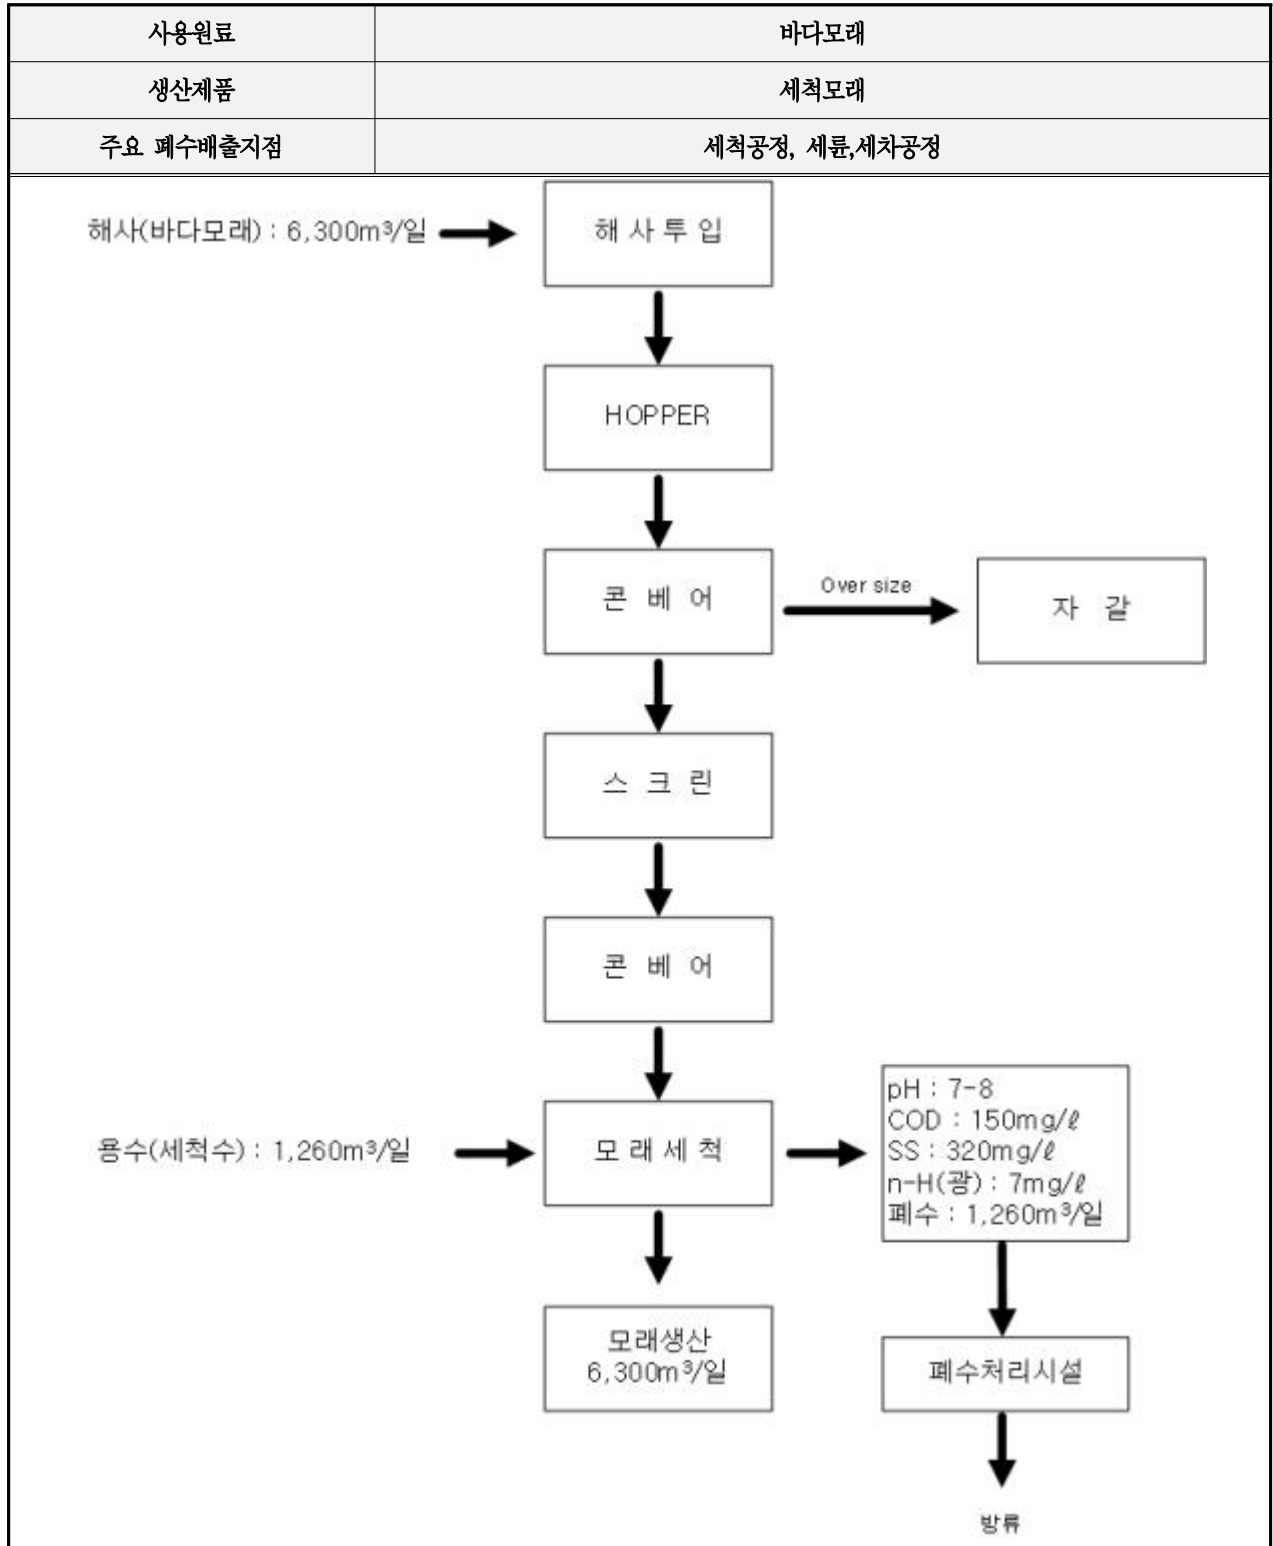 사용원료 바다모래
생산제품 세척모래
주요 폐수배출지점 세척공정, 세륜,세차공정
해사(바다모래) : 6,300m³/일
해 사 투 입
HOPPER
콘 베 어
Over size
자 갈
스 크 린
콘 베 어
용수(세척수) : 1,260m³/일
모 래 세 척
pH : 7-8
COD : 150mg/ℓ
SS : 320mg/ℓ
n-H(광) : 7mg/ℓ
폐수 : 1,260m³/일
모래생산
6,300m³/일
폐수처리시설
방류